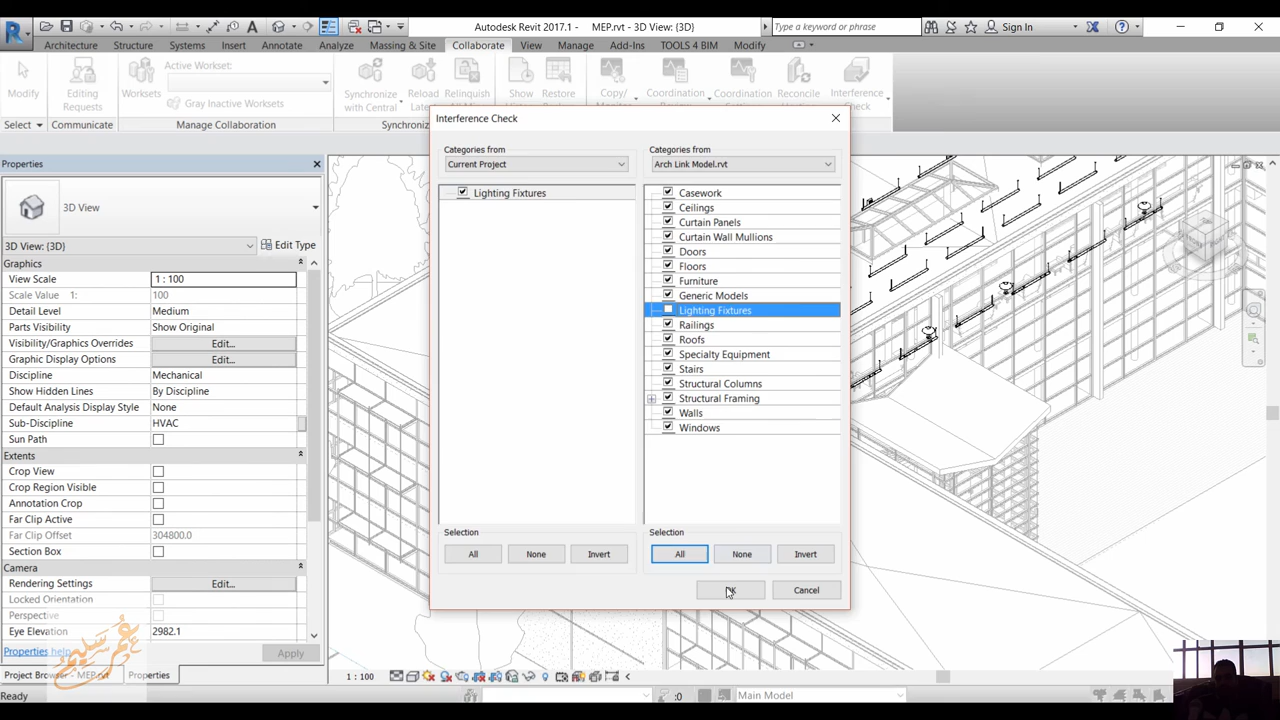 Autodesk Revit 2017.1 - MEP.rvt - 3D View: {3D}
Type a keyword or phrase
Sign In
Architecture Structure Systems Insert Annotate Analyze Massing & Site Collaborate View Manage Add-Ins TOOLS 4 BIM Modify
Modify
Editing
Requests
Worksets
Active Workset:
Gray Inactive Worksets
Synchronize
with Central
Reload
Relinquish
Show
Restore
Copy/
Coordination
Coordination
Reconcile
Interference
Check
Select
Communicate
Manage Collaboration
Properties
3D View
3D View: {3D}
Edit Type
Graphics
View Scale 1 : 100
Scale Value 1: 100
Detail Level Medium
Parts Visibility Show Original
Visibility/Graphics Overrides Edit...
Graphic Display Options Edit...
Discipline Mechanical
Show Hidden Lines By Discipline
Default Analysis Display Style None
Sub-Discipline HVAC
Sun Path
Extents
Crop View
Crop Region Visible
Annotation Crop
Far Clip Active
Far Clip Offset 304800.0
Section Box
Camera
Rendering Settings Edit...
Locked Orientation
Perspective
Eye Elevation 2982.1
Properties help
Apply
Project Browser - MEP.rvt
Properties
Ready
Interference Check
Categories from
Current Project
Lighting Fixtures
Selection
All None Invert
Categories from
Arch Link Model.rvt
Casework
Ceilings
Curtain Panels
Curtain Wall Mullions
Doors
Floors
Furniture
Generic Models
Lighting Fixtures
Railings
Roofs
Specialty Equipment
Stairs
Structural Columns
Structural Framing
Walls
Windows
Selection
All None Invert
OK Cancel
1 : 100
:0
Main Model